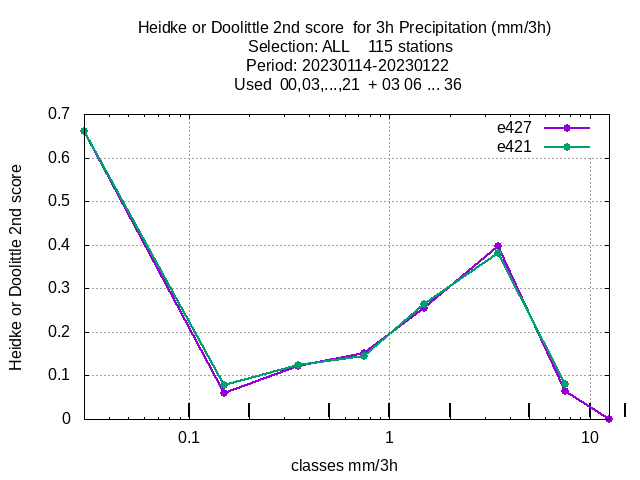 Heidke or Doolittle 2nd score  for 3h Precipitation (mm/3h)
Selection: ALL    115 stations
Period: 20230114-20230122
Used  00,03,...,21  + 03 06 ... 36
e427
e421
Heidke or Doolittle 2nd score
0.7
0.6
0.5
0.4
0.3
0.2
0.1
0
0.1 1 10
classes mm/3h